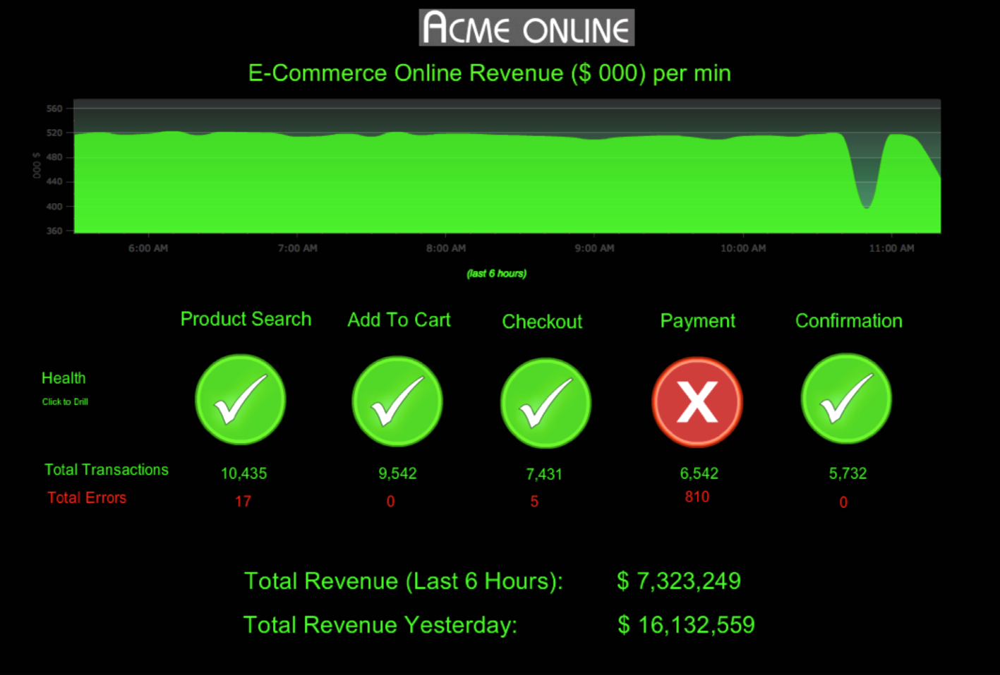 ACME ONLINE
E-Commerce Online Revenue ($ 000) per min
560
520
480
440
400
360
$ 000
6:00 AM 7:00 AM 8:00 AM 9:00 AM 10:00 AM 11:00 AM
(last 6 hours)
Product Search Add To Cart Checkout Payment Confirmation
Health
Click to Drill
X
Total Transactions 10,435 9,542 7,431 6,542 5,732
Total Errors 17 0 5 810 0
Total Revenue (Last 6 Hours): $ 7,323,249
Total Revenue Yesterday: $ 16,132,559